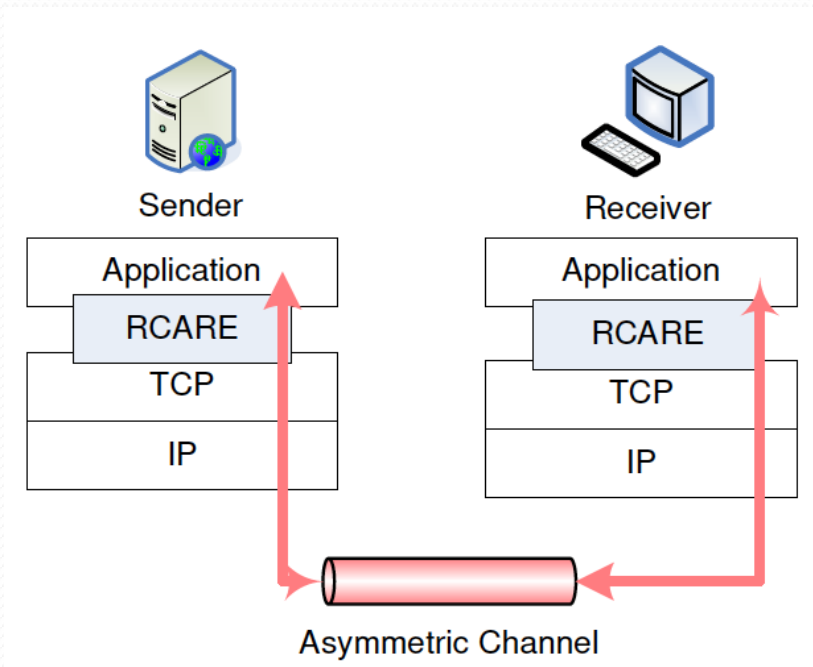 Sender
Receiver
Application
Application
RCARE
RCARE
TCP
TCP
IP
IP
Asymmetric Channel